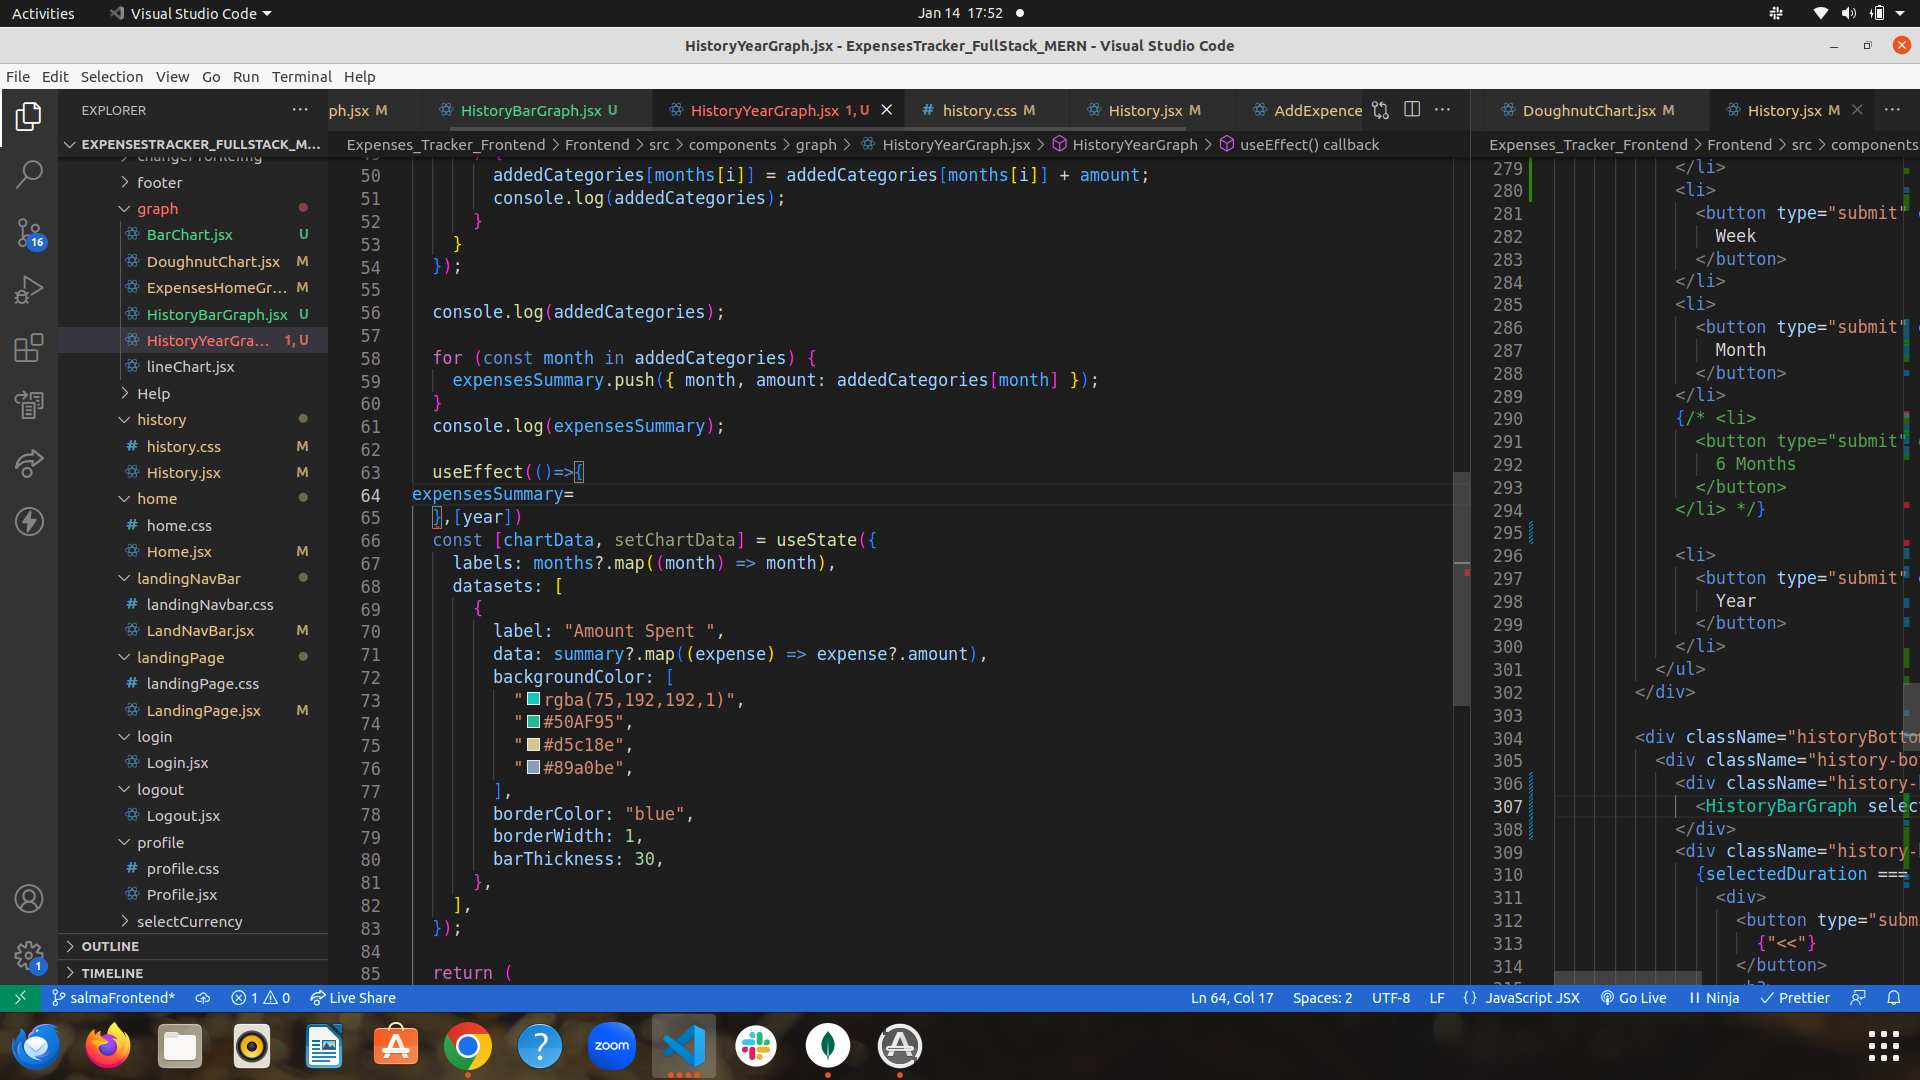 Activities
Visual Studio Code
Jan 14 17:52
HistoryYearGraph.jsx - ExpensesTracker_FullStack_MERN - Visual Studio Code
File Edit Selection View Go Run Terminal Help
EXPLORER
EXPENSESTRACKER_FULLSTACK_M...
footer
graph
BarChart.jsx U
DoughnutChart.jsx M
ExpensesHomeGr... M
HistoryBarGraph.jsx U
HistoryYearGra... 1, U
lineChart.jsx
Help
history
history.css M
History.jsx M
home
home.css
Home.jsx M
landingNavBar
landingNavbar.css
LandNavBar.jsx M
landingPage
landingPage.css
LandingPage.jsx M
login
Login.jsx
logout
Logout.jsx
profile
profile.css
Profile.jsx
selectCurrency
OUTLINE
TIMELINE
16
1
ph.jsx M
HistoryBarGraph.jsx U
HistoryYearGraph.jsx 1, U
history.css M
History.jsx M
AddExpence
Expenses_Tracker_Frontend > Frontend > src > components > graph > HistoryYearGraph.jsx > HistoryYearGraph > useEffect() callback
50 addedCategories[months[i]] = addedCategories[months[i]] + amount;
51 console.log(addedCategories);
52 }
53 }
54 });
55
56 console.log(addedCategories);
57
58 for (const month in addedCategories) {
59 expensesSummary.push({ month, amount: addedCategories[month] });
60 }
61 console.log(expensesSummary);
62
63 useEffect(()=>{
64 expensesSummary=
65 },[year])
66 const [chartData, setChartData] = useState({
67 labels: months?.map((month) => month),
68 datasets: [
69 {
70 label: "Amount Spent ",
71 data: summary?.map((expense) => expense?.amount),
72 backgroundColor: [
73 "rgba(75,192,192,1)",
74 "#50AF95",
75 "#d5c18e",
76 "#89a0be",
77 ],
78 borderColor: "blue",
79 borderWidth: 1,
80 barThickness: 30,
81 },
82 ],
83 });
84
85 return (
DoughnutChart.jsx M
History.jsx M
Expenses_Tracker_Frontend > Frontend > src > components
279 </li>
280 <li>
281 <button type="submit"
282 Week
283 </button>
284 </li>
285 <li>
286 <button type="submit"
287 Month
288 </button>
289 </li>
290 {/* <li>
291 <button type="submit"
292 6 Months
293 </button>
294 </li> */}
295
296 <li>
297 <button type="submit"
298 Year
299 </button>
300 </li>
301 </ul>
302 </div>
303
304 <div className="historyBotto
305 <div className="history-bo
306 <div className="history-
307 <HistoryBarGraph selec
308 </div>
309 <div className="history-
310 {selectedDuration ===
311 <div>
312 <button type="subm
313 {"<<"}
314 </button>
salmaFrontend* 1 0 Live Share
Ln 64, Col 17 Spaces: 2 UTF-8 LF {} JavaScript JSX Go Live Ninja Prettier
zoom